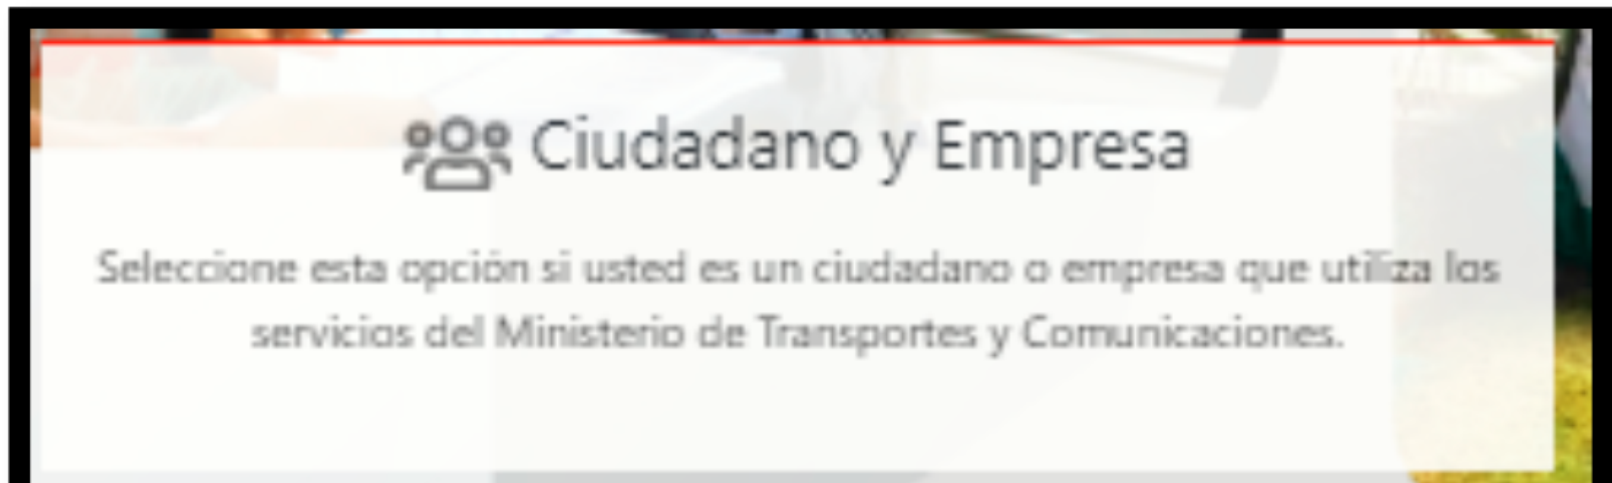 Ciudadano y Empresa
Seleccione esta opción si usted es un ciudadano o empresa que utiliza los
servicios del Ministerio de Transportes y Comunicaciones.